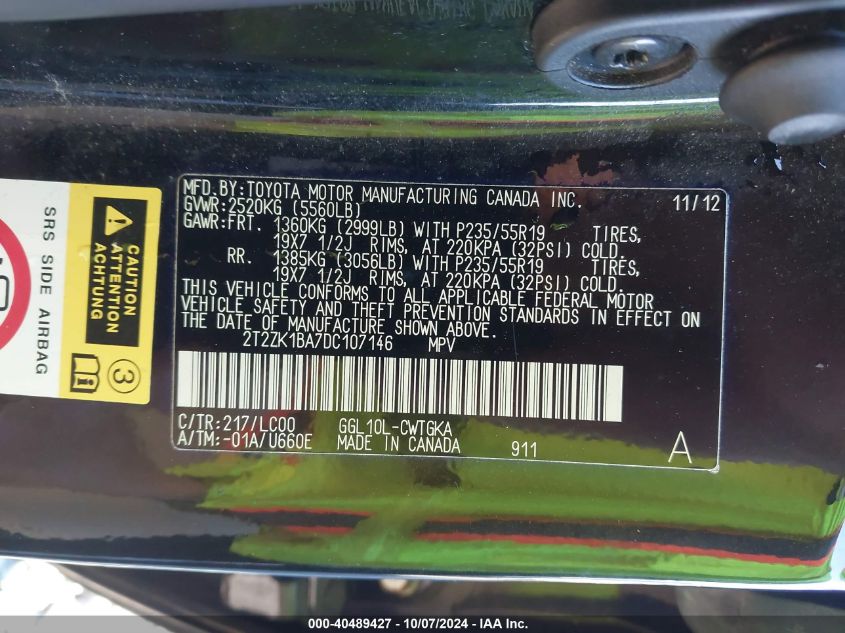 MFD.BY:TOYOTA MOTOR MANUFACTURING CANADA INC. 11/12
GVWR:2520KG (5560LB)
GAWR:FRT. 1360KG (2999LB) WITH P235/55R19 TIRES,
19X7 1/2J RIMS, AT 220KPA (32PSI) COLD.
RR. 1385KG (3056LB) WITH P235/55R19 TIRES,
19X7 1/2J RIMS, AT 220KPA (32PSI) COLD.
THIS VEHICLE CONFORMS TO ALL APPLICABLE FEDERAL MOTOR
VEHICLE SAFETY AND THEFT PREVENTION STANDARDS IN EFFECT ON
THE DATE OF MANUFACTURE SHOWN ABOVE.
2T2ZK1BA7DC107146 MPV
C/TR:217/LC00 GGL10L-CWTGKA
A/TM:-01A/U660E MADE IN CANADA 911 A
SRS SIDE AIRBAG
CAUTION
ATTENTION
3
000-40489427 - 10/07/2024 - IAA Inc.